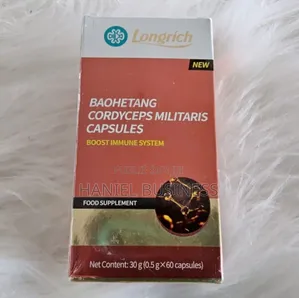 Longrich
NEW
BAOHETANG
CORDYCEPS MILITARIS
CAPSULES
BOOST IMMUNE SYSTEM
HANIEL BUSINESS
FOOD SUPPLEMENT
Net Content: 30 g (0.5 g×60 capsules)